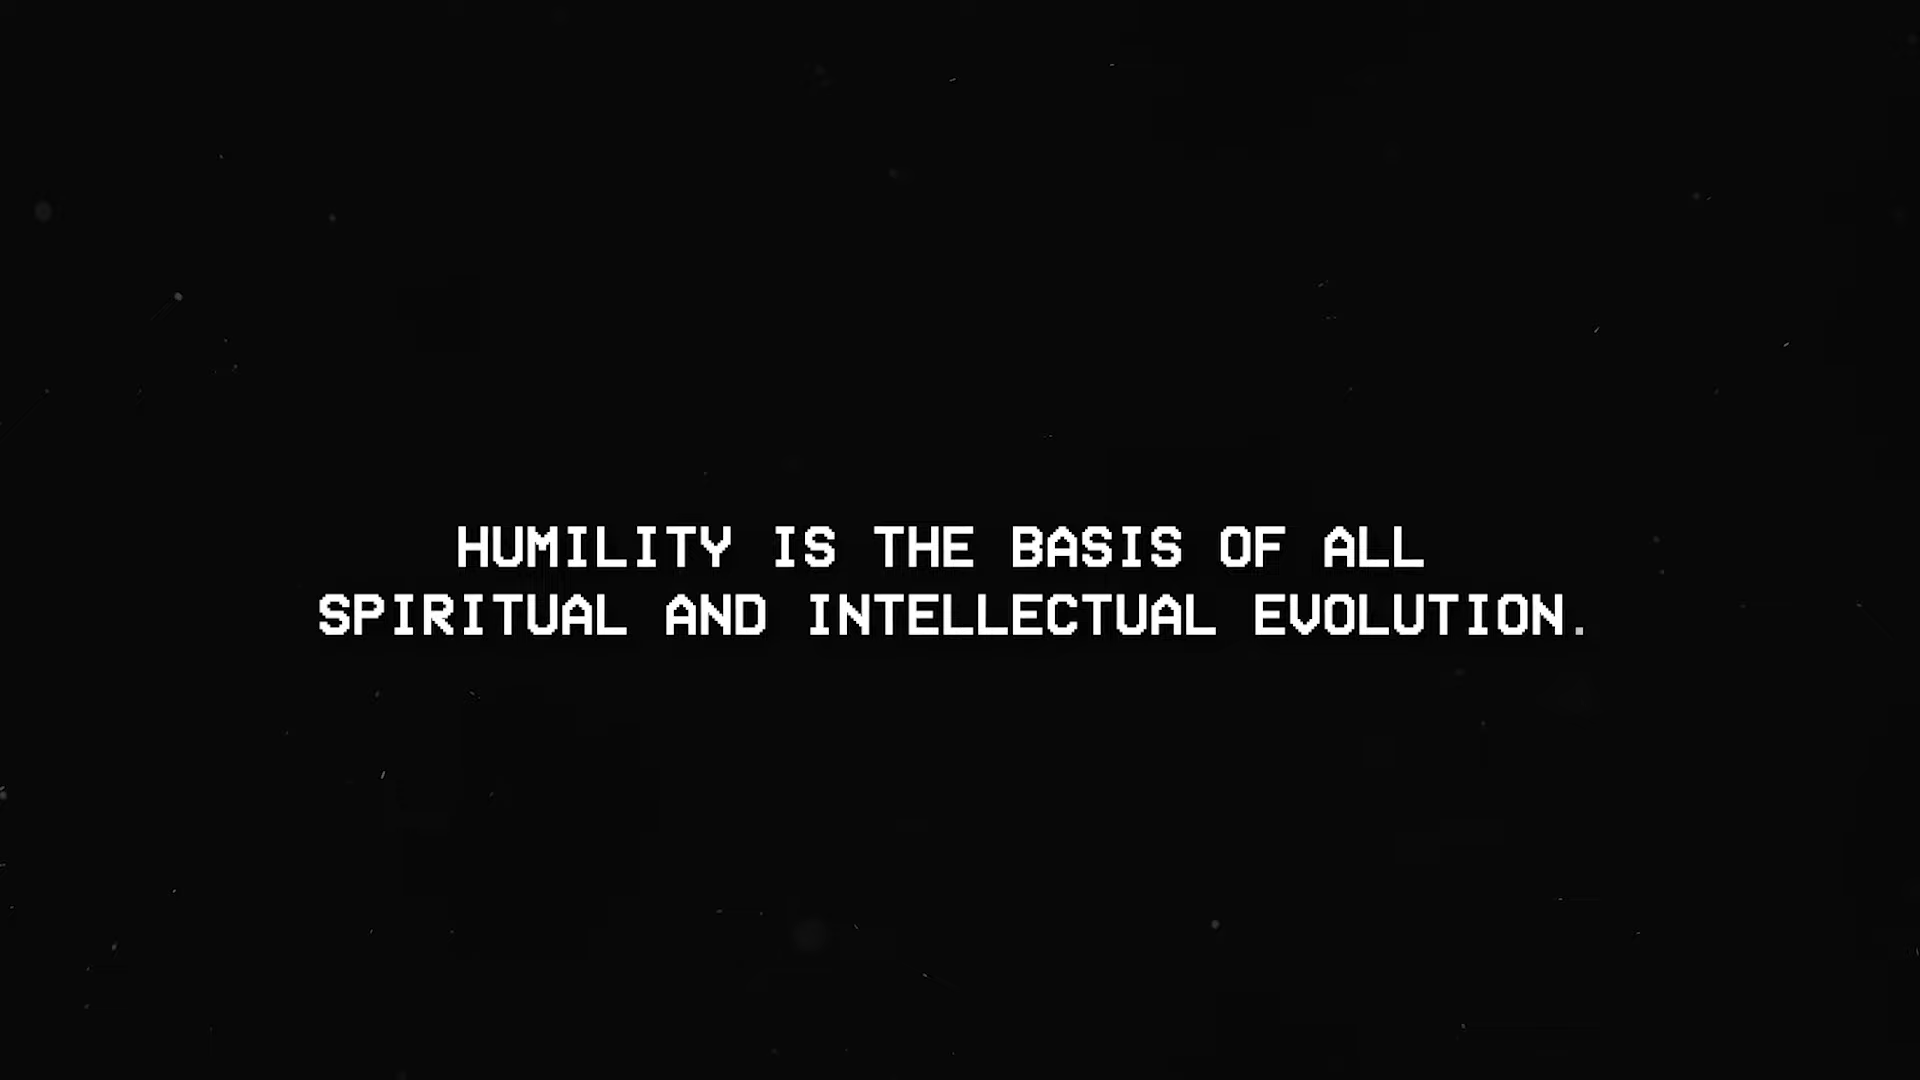 HUMILITY IS THE BASIS OF ALL
SPIRITUAL AND INTELLECTUAL EVOLUTION.